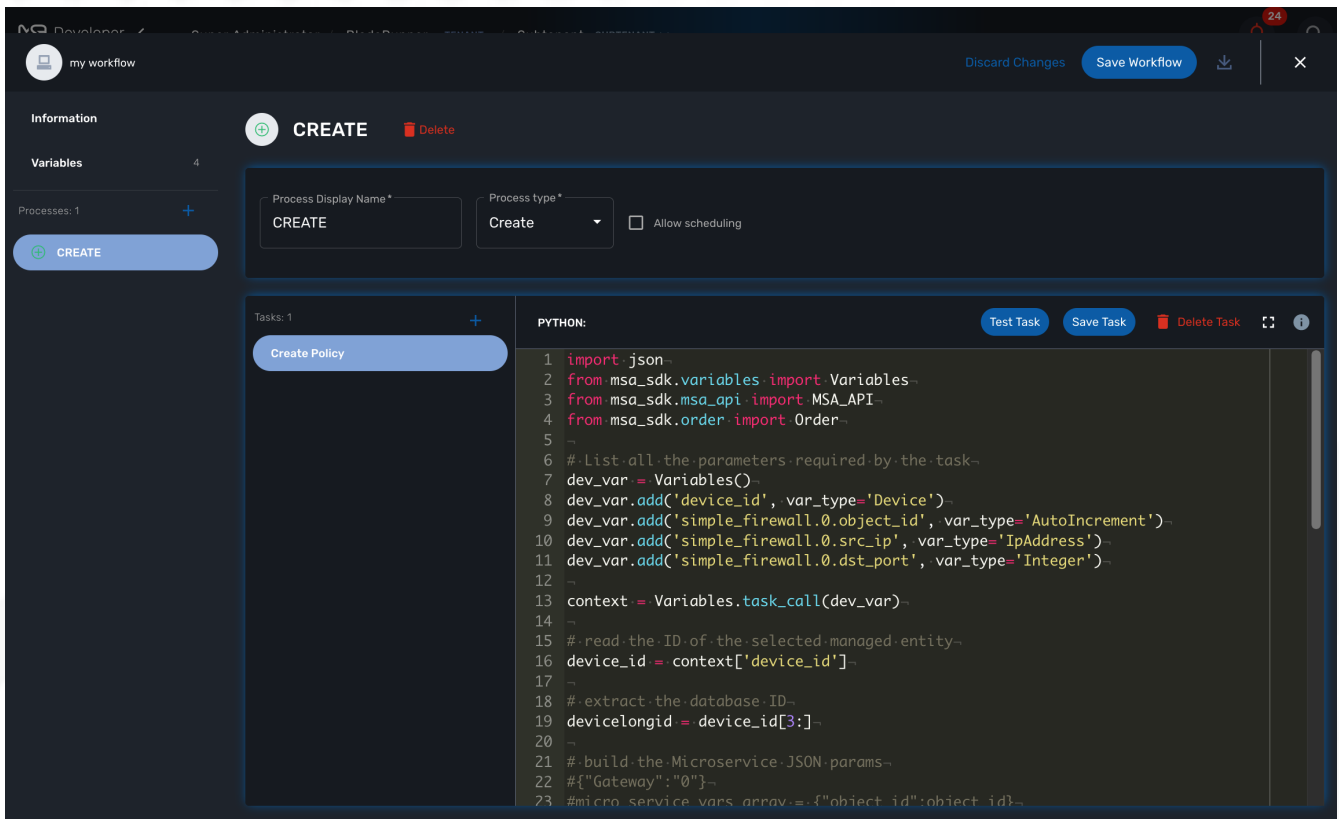 24
my workflow
Discard Changes
Save Workflow
Information
CREATE
Delete
Variables
4
Process Display Name*
CREATE
Process type*
Create
Allow scheduling
Processes: 1
CREATE
Tasks: 1
Create Policy
PYTHON:
Test Task
Save Task
Delete Task
1 import json
2 from msa_sdk.variables import Variables
3 from msa_sdk.msa_api import MSA_API
4 from msa_sdk.order import Order
5
6 # List all the parameters required by the task
7 dev_var = Variables()
8 dev_var.add('device_id', var_type='Device')
9 dev_var.add('simple_firewall.0.object_id', var_type='AutoIncrement')
10 dev_var.add('simple_firewall.0.src_ip', var_type='IpAddress')
11 dev_var.add('simple_firewall.0.dst_port', var_type='Integer')
12
13 context = Variables.task_call(dev_var)
14
15 # read the ID of the selected managed entity
16 device_id = context['device_id']
17
18 # extract the database ID
19 devicelongid = device_id[3:]
20
21 # build the Microservice JSON params
22 #{"Gateway":"0"}
23 #micro_service_vars_array = {"object_id":object_id}